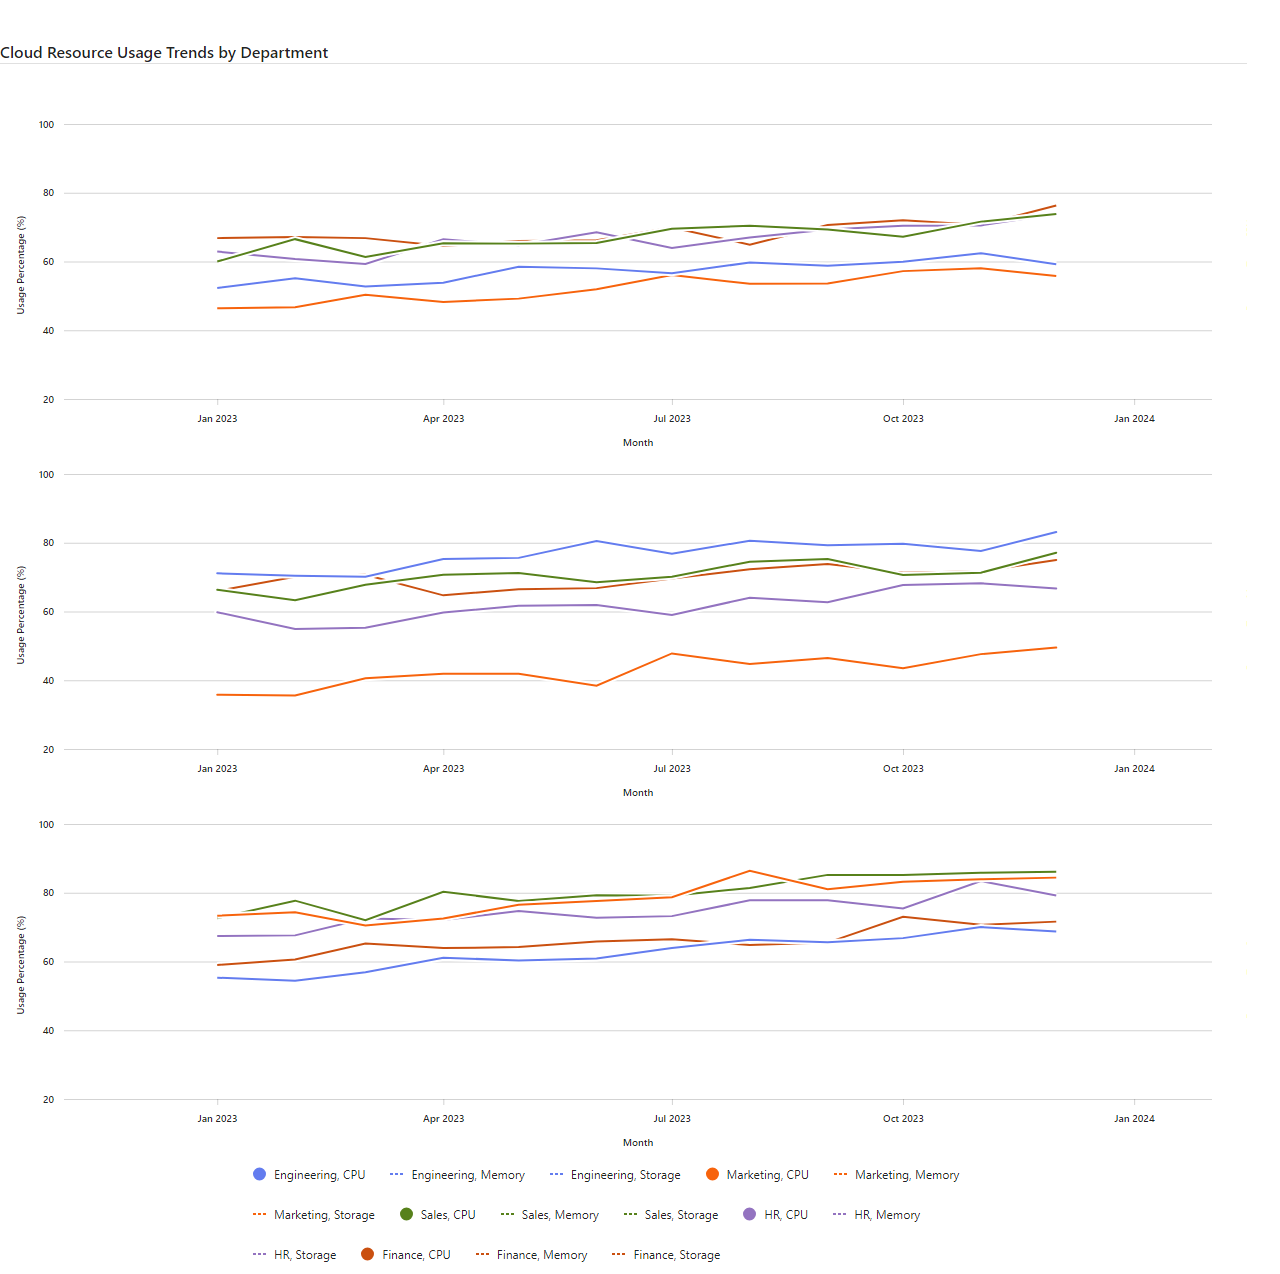 Cloud Resource Usage Trends by Department
100
80
60
40
20
Usage Percentage (%)
Jan 2023 Apr 2023 Jul 2023 Oct 2023 Jan 2024
Month
100
80
60
40
20
Usage Percentage (%)
Jan 2023 Apr 2023 Jul 2023 Oct 2023 Jan 2024
Month
100
80
60
40
20
Usage Percentage (%)
Jan 2023 Apr 2023 Jul 2023 Oct 2023 Jan 2024
Month
Engineering, CPU Engineering, Memory Engineering, Storage Marketing, CPU Marketing, Memory
Marketing, Storage Sales, CPU Sales, Memory Sales, Storage HR, CPU HR, Memory
HR, Storage Finance, CPU Finance, Memory Finance, Storage